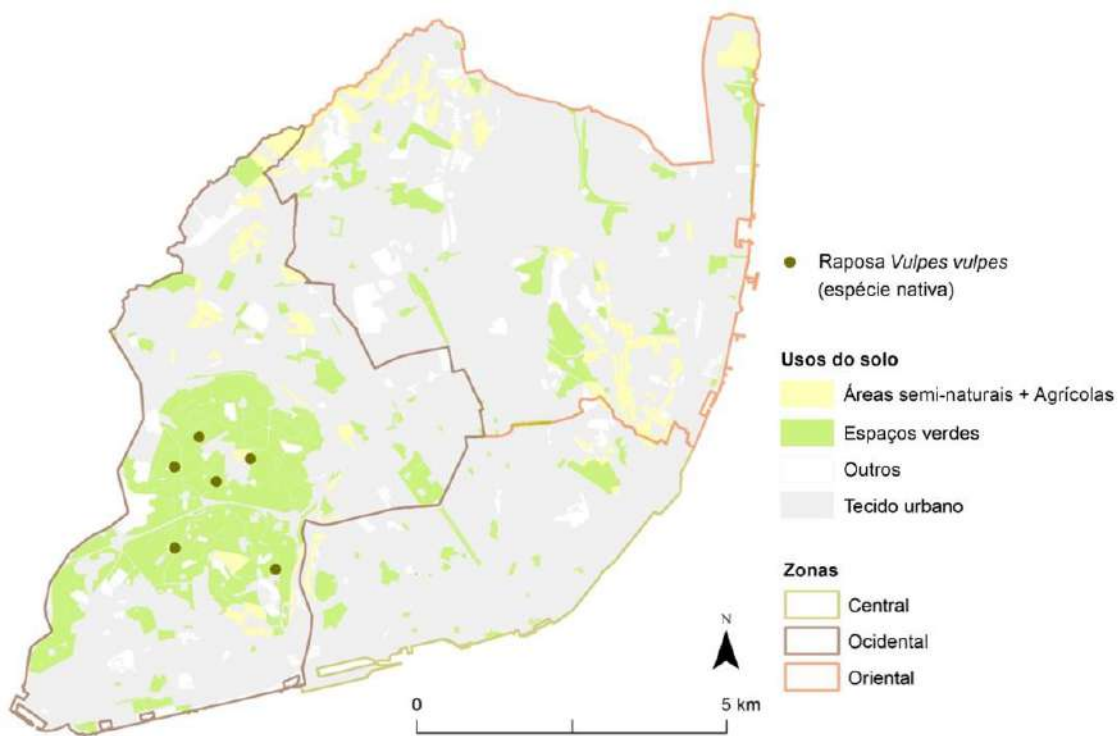 Raposa Vulpes vulpes
(espécie nativa)
Usos do solo
Áreas semi-naturais + Agrícolas
Espaços verdes
Outros
Tecido urbano
Zonas
Central
Ocidental
Oriental
N
0
5 km